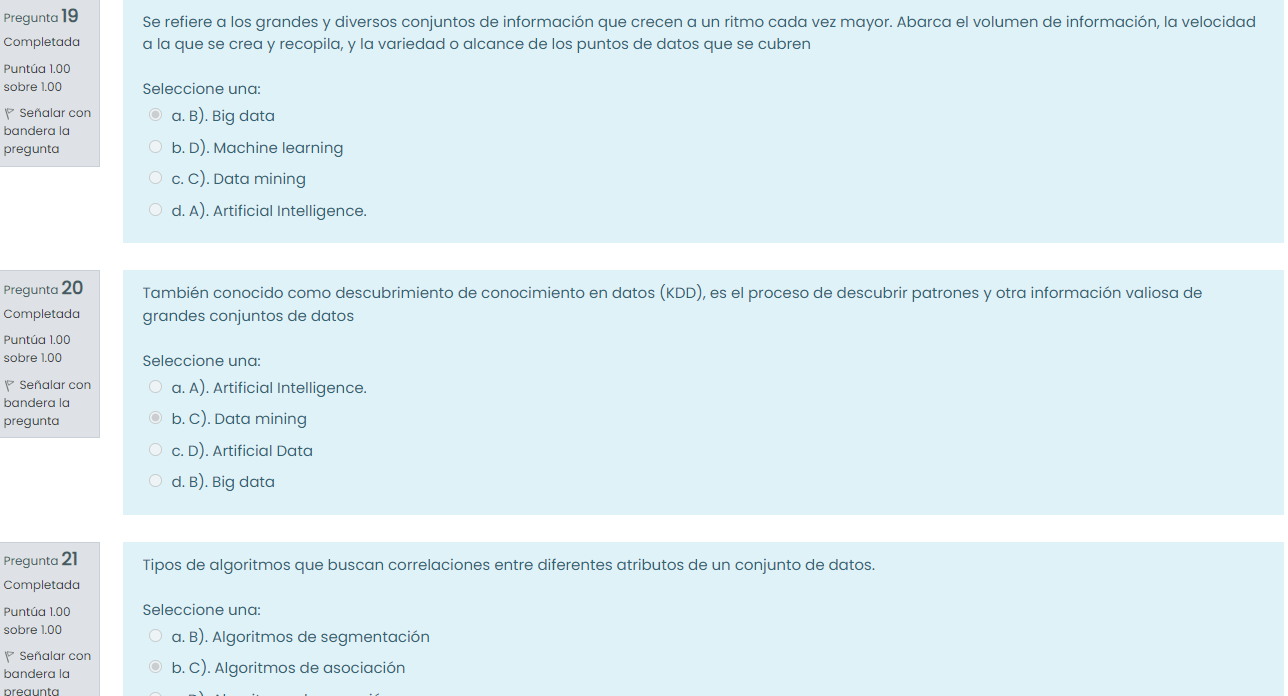 Pregunta 19
Completada
Puntúa 1.00
sobre 1.00
Señalar con
bandera la
pregunta
Se refiere a los grandes y diversos conjuntos de información que crecen a un ritmo cada vez mayor. Abarca el volumen de información, la velocidad
a la que se crea y recopila, y la variedad o alcance de los puntos de datos que se cubren
Seleccione una:
a. B). Big data
b. D). Machine learning
c. C). Data mining
d. A). Artificial Intelligence.
Pregunta 20
Completada
Puntúa 1.00
sobre 1.00
Señalar con
bandera la
pregunta
También conocido como descubrimiento de conocimiento en datos (KDD), es el proceso de descubrir patrones y otra información valiosa de
grandes conjuntos de datos
Seleccione una:
a. A). Artificial Intelligence.
b. C). Data mining
c. D). Artificial Data
d. B). Big data
Pregunta 21
Completada
Puntúa 1.00
sobre 1.00
Señalar con
bandera la
pregunta
Tipos de algoritmos que buscan correlaciones entre diferentes atributos de un conjunto de datos.
Seleccione una:
a. B). Algoritmos de segmentación
b. C). Algoritmos de asociación